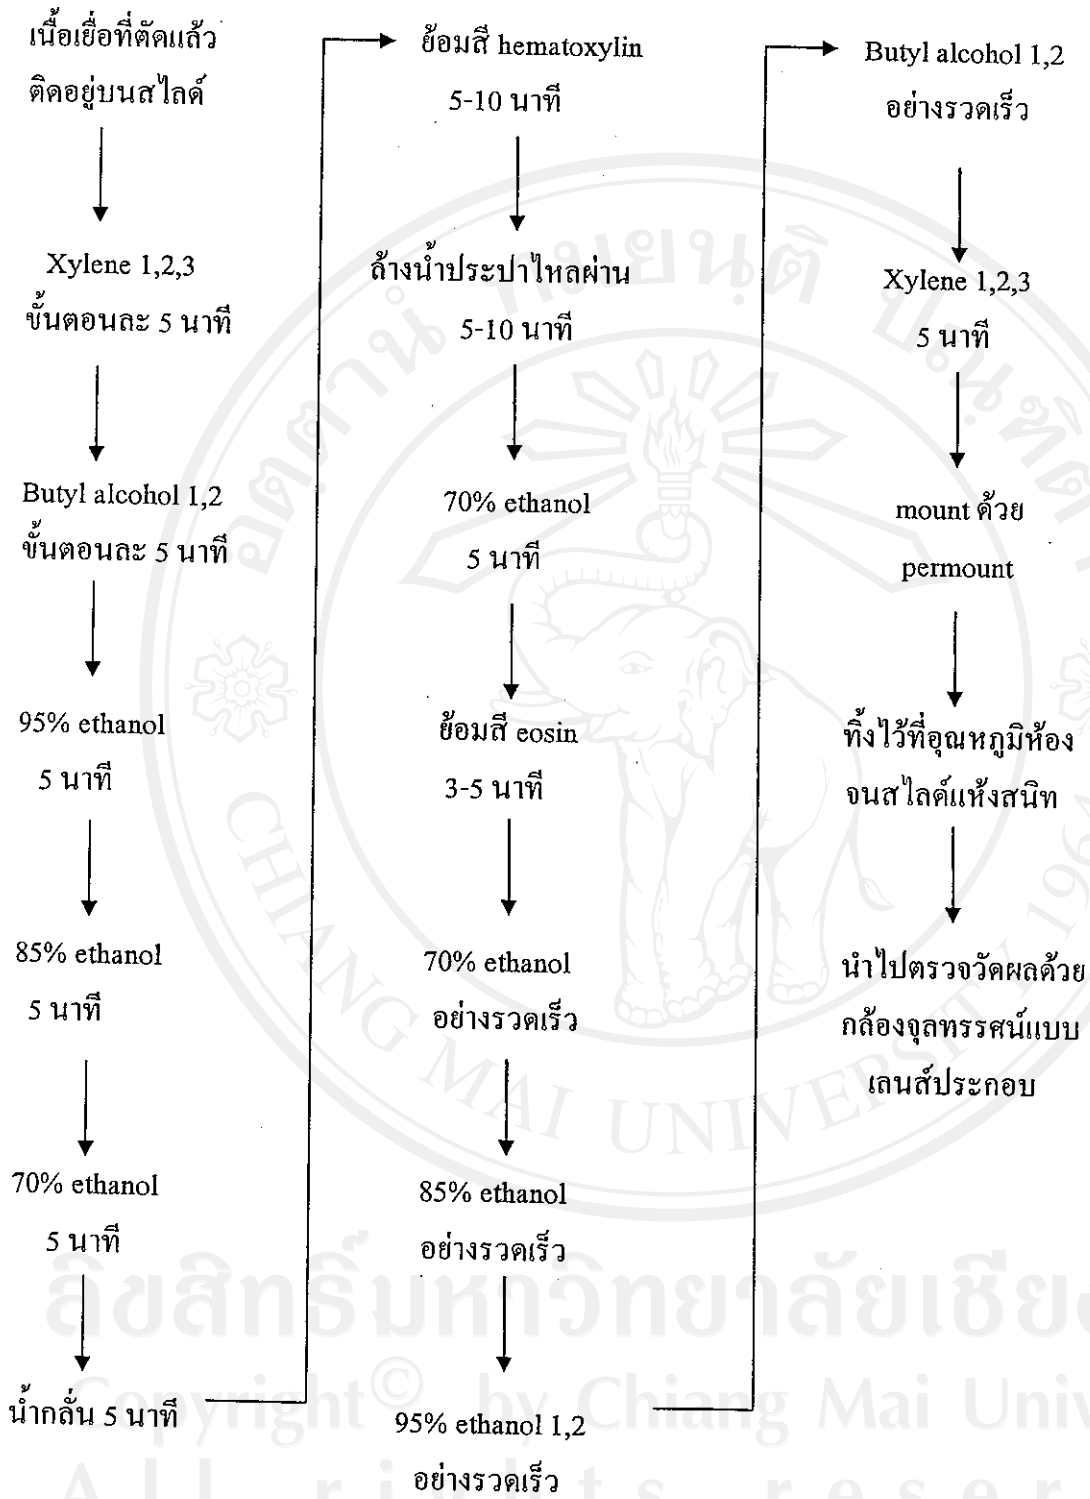 เนื้อเยื่อที่ตัดแล้ว
ติดอยู่บนสไลด์
Xylene 1,2,3
ขั้นตอนละ 5 นาที
Butyl alcohol 1,2
ขั้นตอนละ 5 นาที
95% ethanol
5 นาที
85% ethanol
5 นาที
70% ethanol
5 นาที
น้ำกลั่น 5 นาที
ย้อมสี hematoxylin
5-10 นาที
ล้างน้ำประปาไหลผ่าน
5-10 นาที
70% ethanol
5 นาที
ย้อมสี eosin
3-5 นาที
70% ethanol
อย่างรวดเร็ว
85% ethanol
อย่างรวดเร็ว
95% ethanol 1,2
อย่างรวดเร็ว
Butyl alcohol 1,2
อย่างรวดเร็ว
Xylene 1,2,3
5 นาที
mount ด้วย
permount
ทิ้งไว้ที่อุณหภูมิห้อง
จนสไลด์แห้งสนิท
นำไปตรวจวัดผลด้วย
กล้องจุลทรรศน์แบบ
เลนส์ประกอบ
CHIANG MAI UNIVERSITY 1964
ลิขสิทธิ์มหาวิทยาลัยเชีย
Copyright© by Chiang Mai Univ
All rights reser